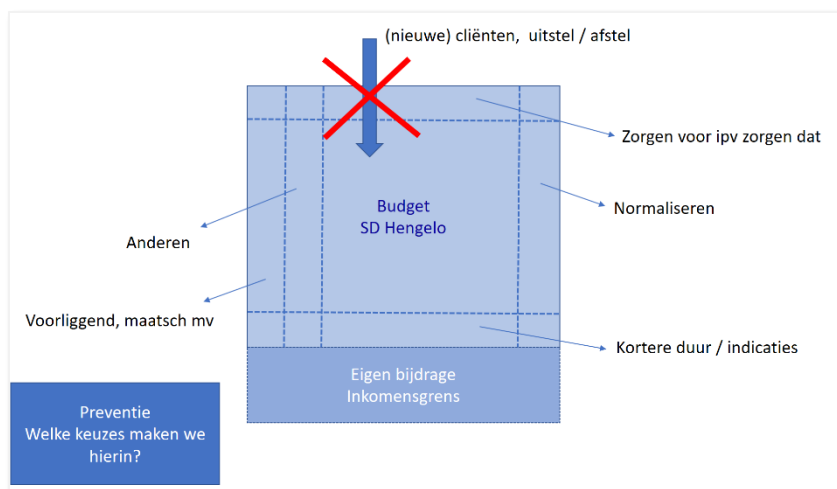 (nieuwe) cliënten, uitstel / afstel
Zorgen voor ipv zorgen dat
Budget
SD Hengelo
Normaliseren
Anderen
Voorliggend, maatsch mv
Kortere duur / indicaties
Eigen bijdrage
Inkomensgrens
Preventie
Welke keuzes maken we
hierin?